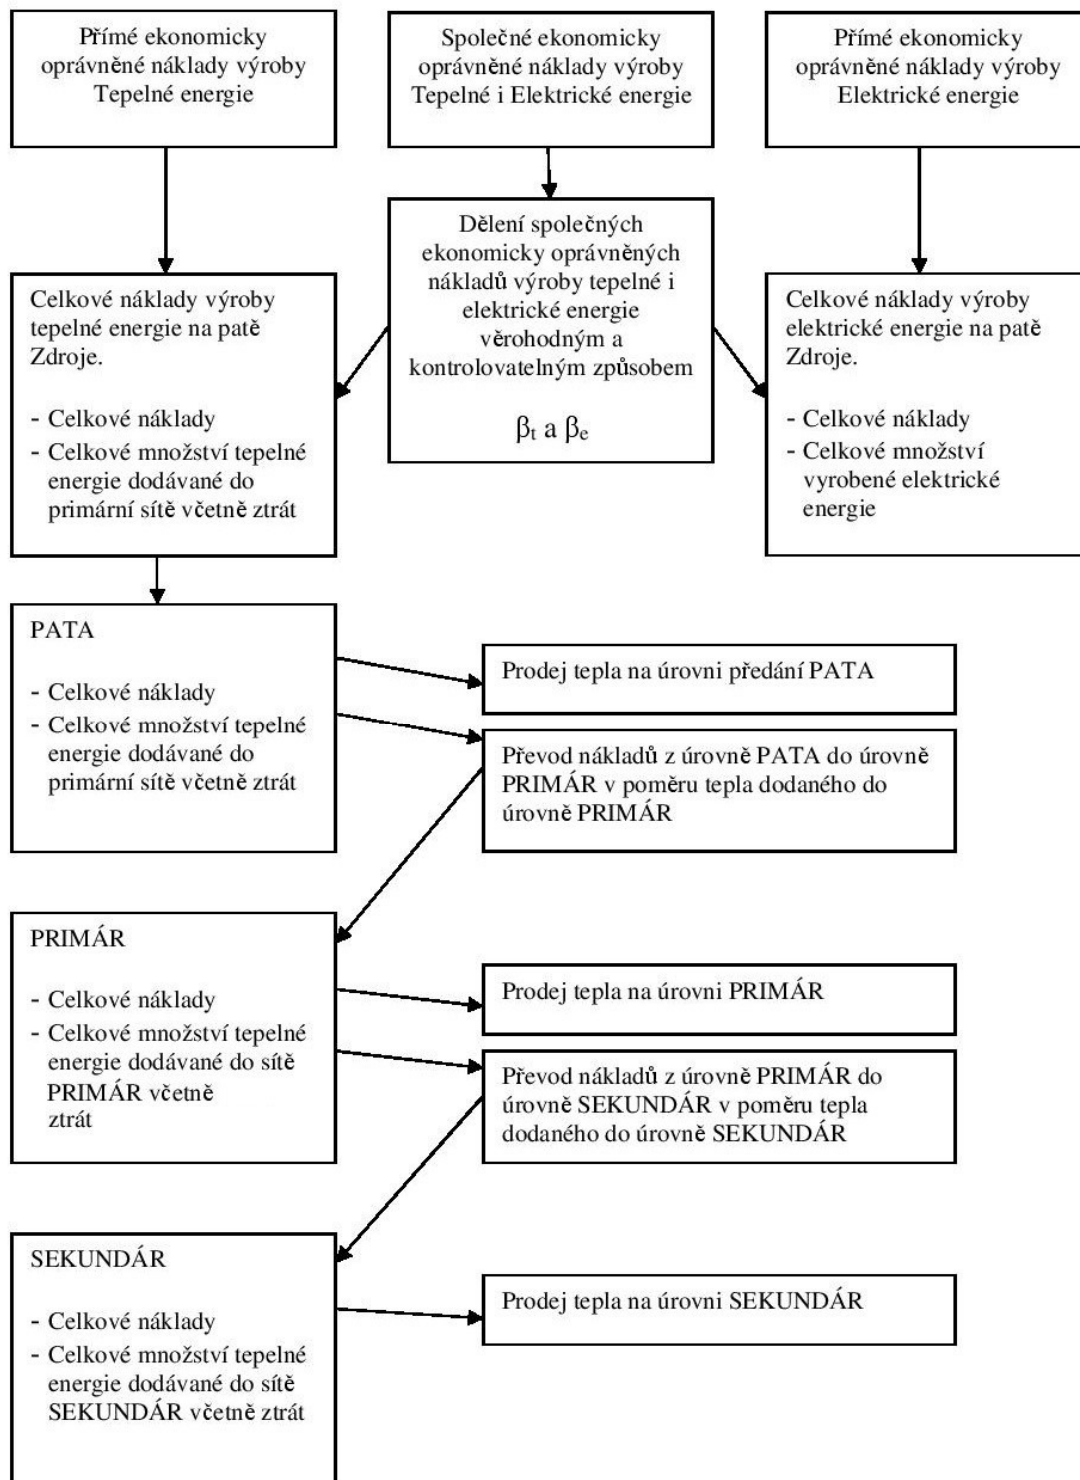 Přímé ekonomicky
oprávněné náklady výroby
Tepelné energie
Společné ekonomicky
oprávněné náklady výroby
Tepelné i Elektrické energie
Přímé ekonomicky
oprávněné náklady výroby
Elektrické energie
Dělení společných
ekonomicky oprávněných
nákladů výroby tepelné i
elektrické energie
věrohodným a
kontrolovatelným způsobem
βt a βe
Celkové náklady výroby
tepelné energie na patě
Zdroje.
- Celkové náklady
- Celkové množství tepelné
energie dodávané do
primární sítě včetně ztrát
Celkové náklady výroby
elektrické energie na patě
Zdroje.
- Celkové náklady
- Celkové množství
vyrobené elektrické
energie
PATA
- Celkové náklady
- Celkové množství tepelné
energie dodávané do
primární sítě včetně ztrát
Prodej tepla na úrovni předání PATA
Převod nákladů z úrovně PATA do úrovně
PRIMÁR v poměru tepla dodaného do
úrovně PRIMÁR
PRIMÁR
- Celkové náklady
- Celkové množství tepelné
energie dodávané do sítě
PRIMÁR včetně
ztrát
Prodej tepla na úrovni PRIMÁR
Převod nákladů z úrovně PRIMÁR do
úrovně SEKUNDÁR v poměru tepla
dodaného do úrovně SEKUNDÁR
SEKUNDÁR
- Celkové náklady
- Celkové množství tepelné
energie dodávané do sítě
SEKUNDÁR včetně ztrát
Prodej tepla na úrovni SEKUNDÁR